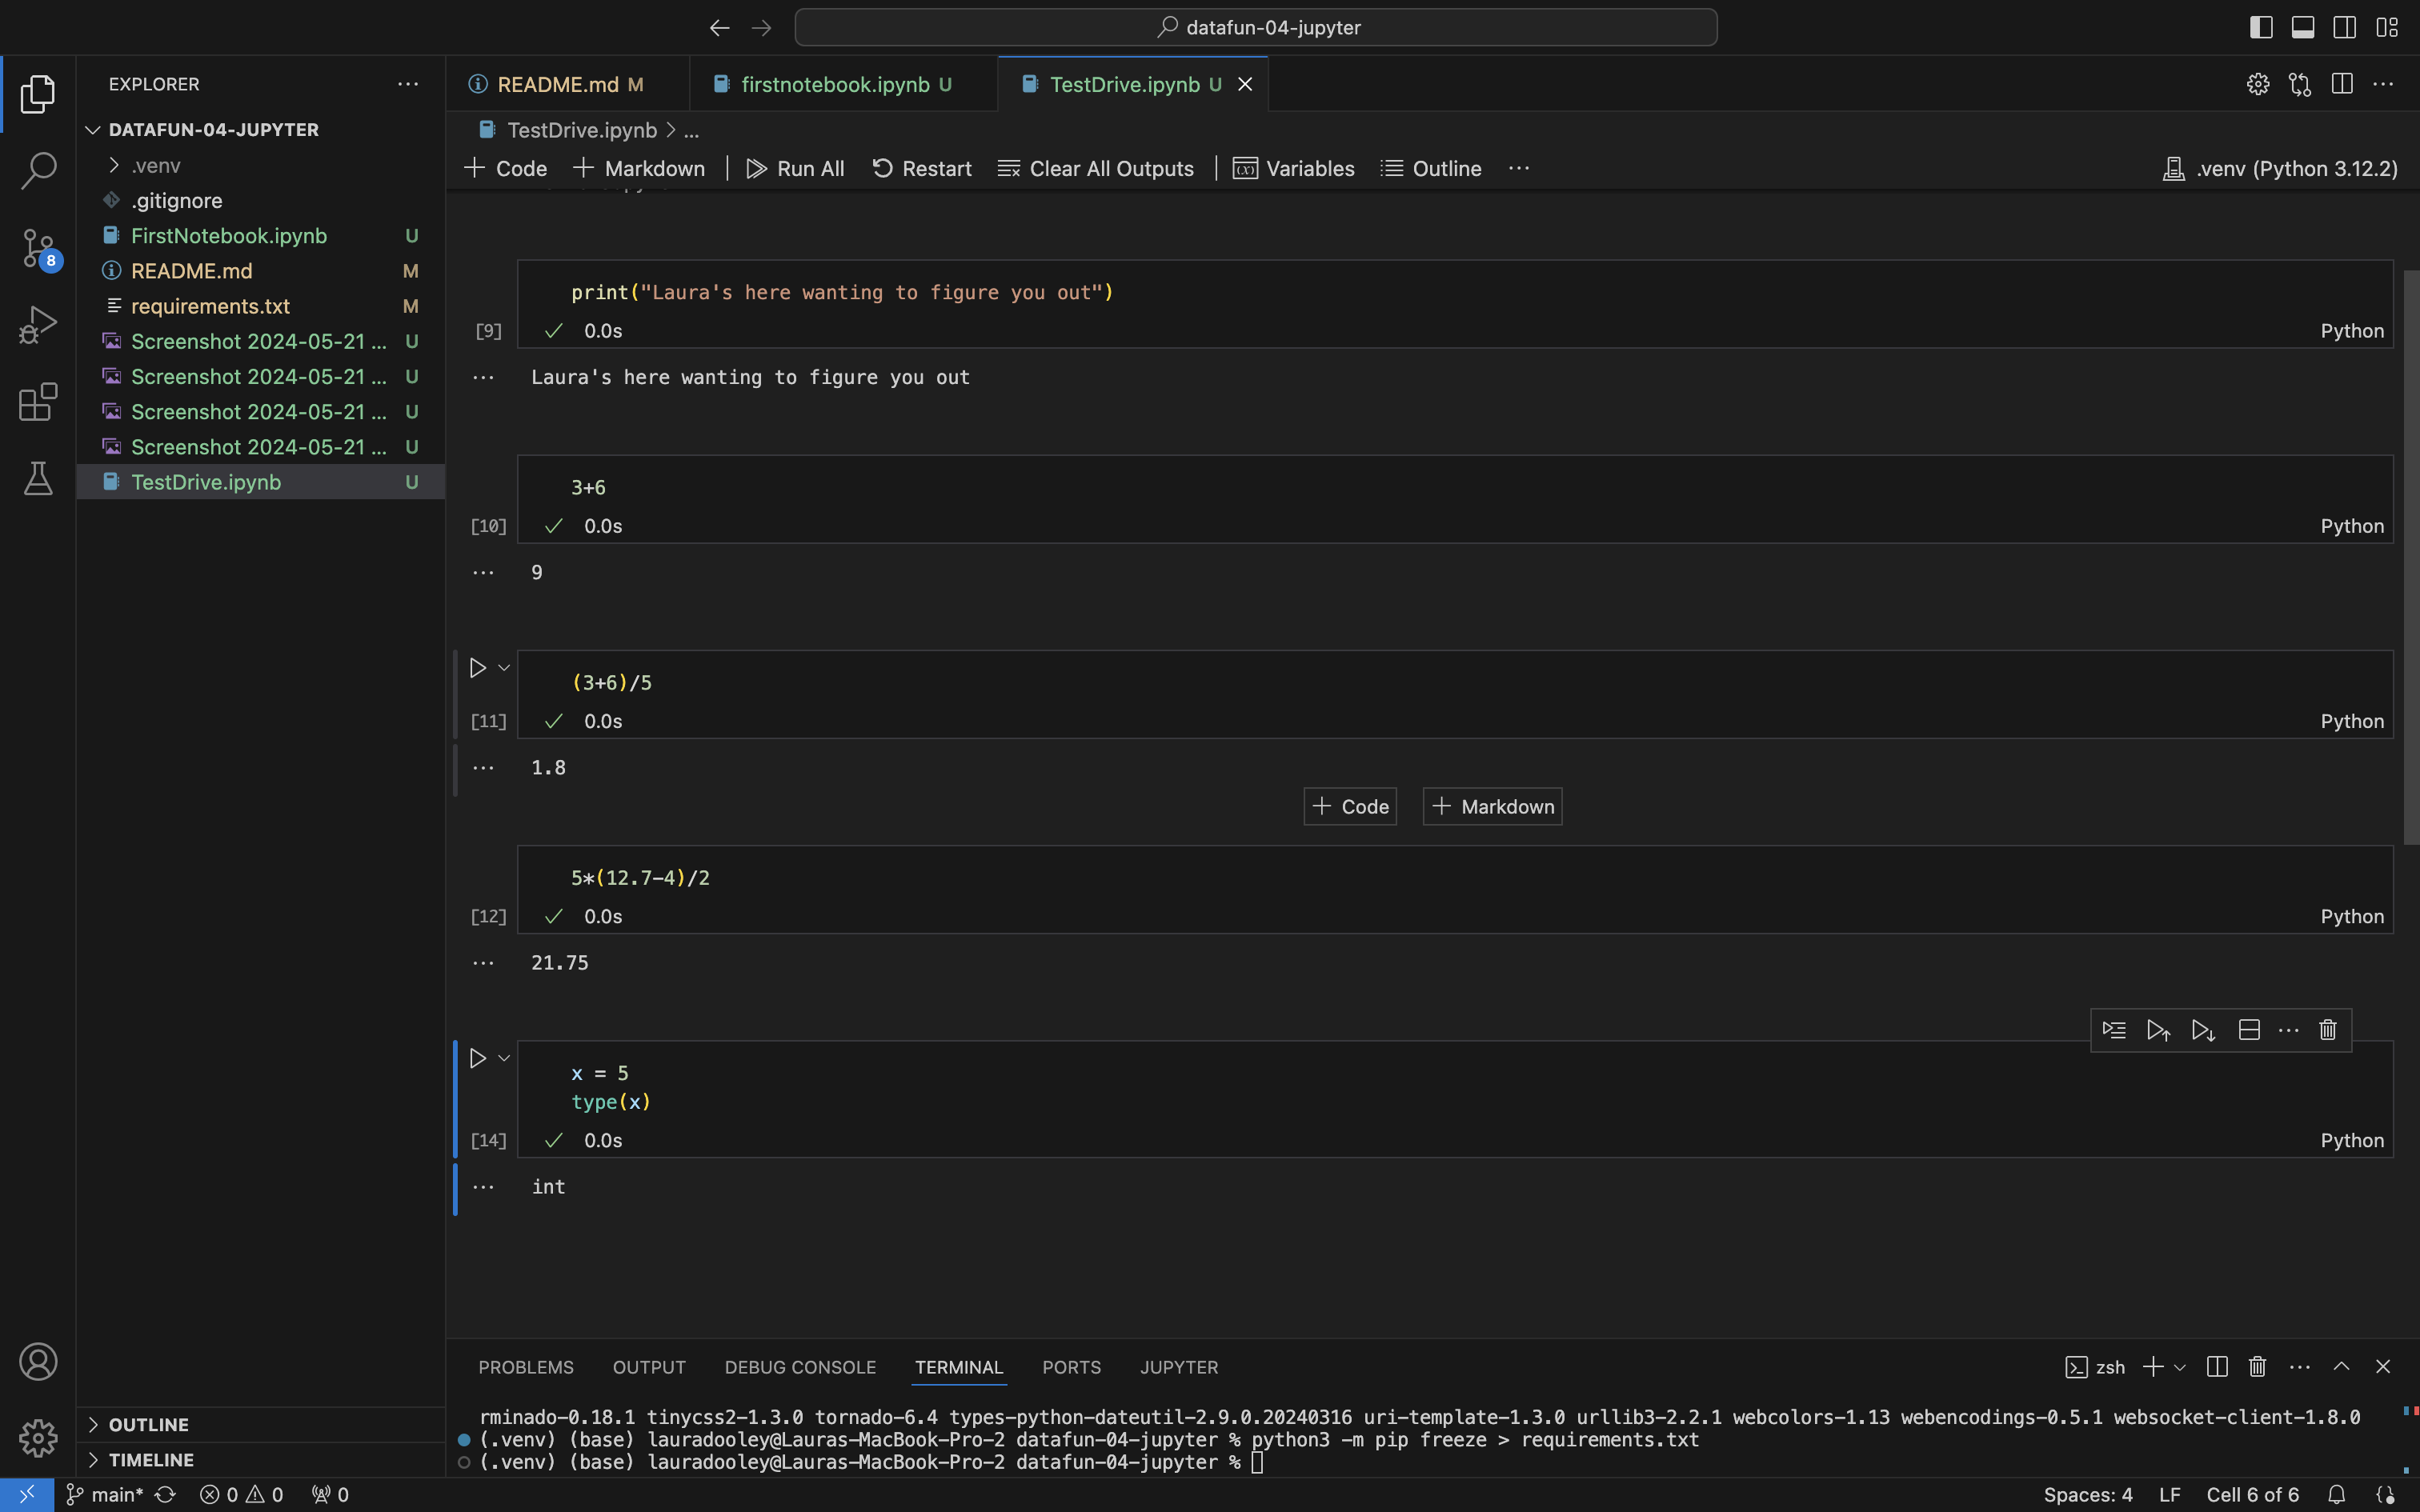 datafun-04-jupyter
EXPLORER
DATAFUN-04-JUPYTER
.venv
.gitignore
FirstNotebook.ipynb U
README.md M
requirements.txt M
Screenshot 2024-05-21 ... U
Screenshot 2024-05-21 ... U
Screenshot 2024-05-21 ... U
Screenshot 2024-05-21 ... U
TestDrive.ipynb U
8
OUTLINE
TIMELINE
README.md M
firstnotebook.ipynb U
TestDrive.ipynb U
TestDrive.ipynb > ...
+ Code + Markdown Run All Restart Clear All Outputs Variables Outline ...
.venv (Python 3.12.2)
print("Laura's here wanting to figure you out")
[9] 0.0s Python
Laura's here wanting to figure you out
3+6
[10] 0.0s Python
9
(3+6)/5
[11] 0.0s Python
1.8
+ Code + Markdown
5*(12.7-4)/2
[12] 0.0s Python
21.75
x = 5
type(x)
[14] 0.0s Python
int
PROBLEMS OUTPUT DEBUG CONSOLE TERMINAL PORTS JUPYTER
zsh
rminado-0.18.1 tinycss2-1.3.0 tornado-6.4 types-python-dateutil-2.9.0.20240316 uri-template-1.3.0 urllib3-2.2.1 webcolors-1.13 webencodings-0.5.1 websocket-client-1.8.0
(.venv) (base) lauradooley@Lauras-MacBook-Pro-2 datafun-04-jupyter % python3 -m pip freeze > requirements.txt
(.venv) (base) lauradooley@Lauras-MacBook-Pro-2 datafun-04-jupyter %
main* 0 0 0
Spaces: 4 LF Cell 6 of 6